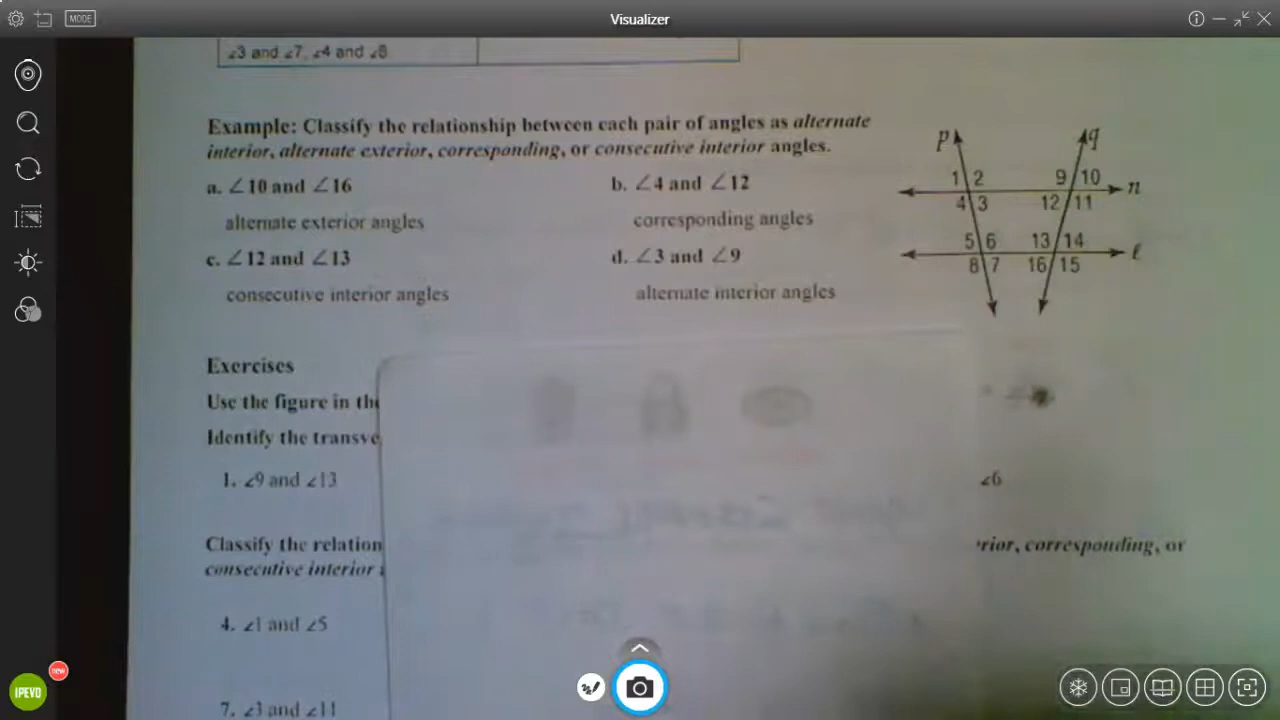 MODE
Visualizer
∠3 and ∠7, ∠4 and ∠8
Example: Classify the relationship between each pair of angles as alternate
interior, alternate exterior, corresponding, or consecutive interior angles.
a. ∠10 and ∠16
b. ∠4 and ∠12
alternate exterior angles
corresponding angles
c. ∠12 and ∠13
d. ∠3 and ∠9
consecutive interior angles
alternate interior angles
p q
1 2 9 10 n
4 3 12 11
5 6 13 14 ℓ
8 7 16 15
Exercises
Use the figure in the
Identify the transve
1. ∠9 and ∠13
∠6
Classify the relation
rior, corresponding, or
consecutive interior
4. ∠1 and ∠5
7. ∠3 and ∠11
IPEVO
new